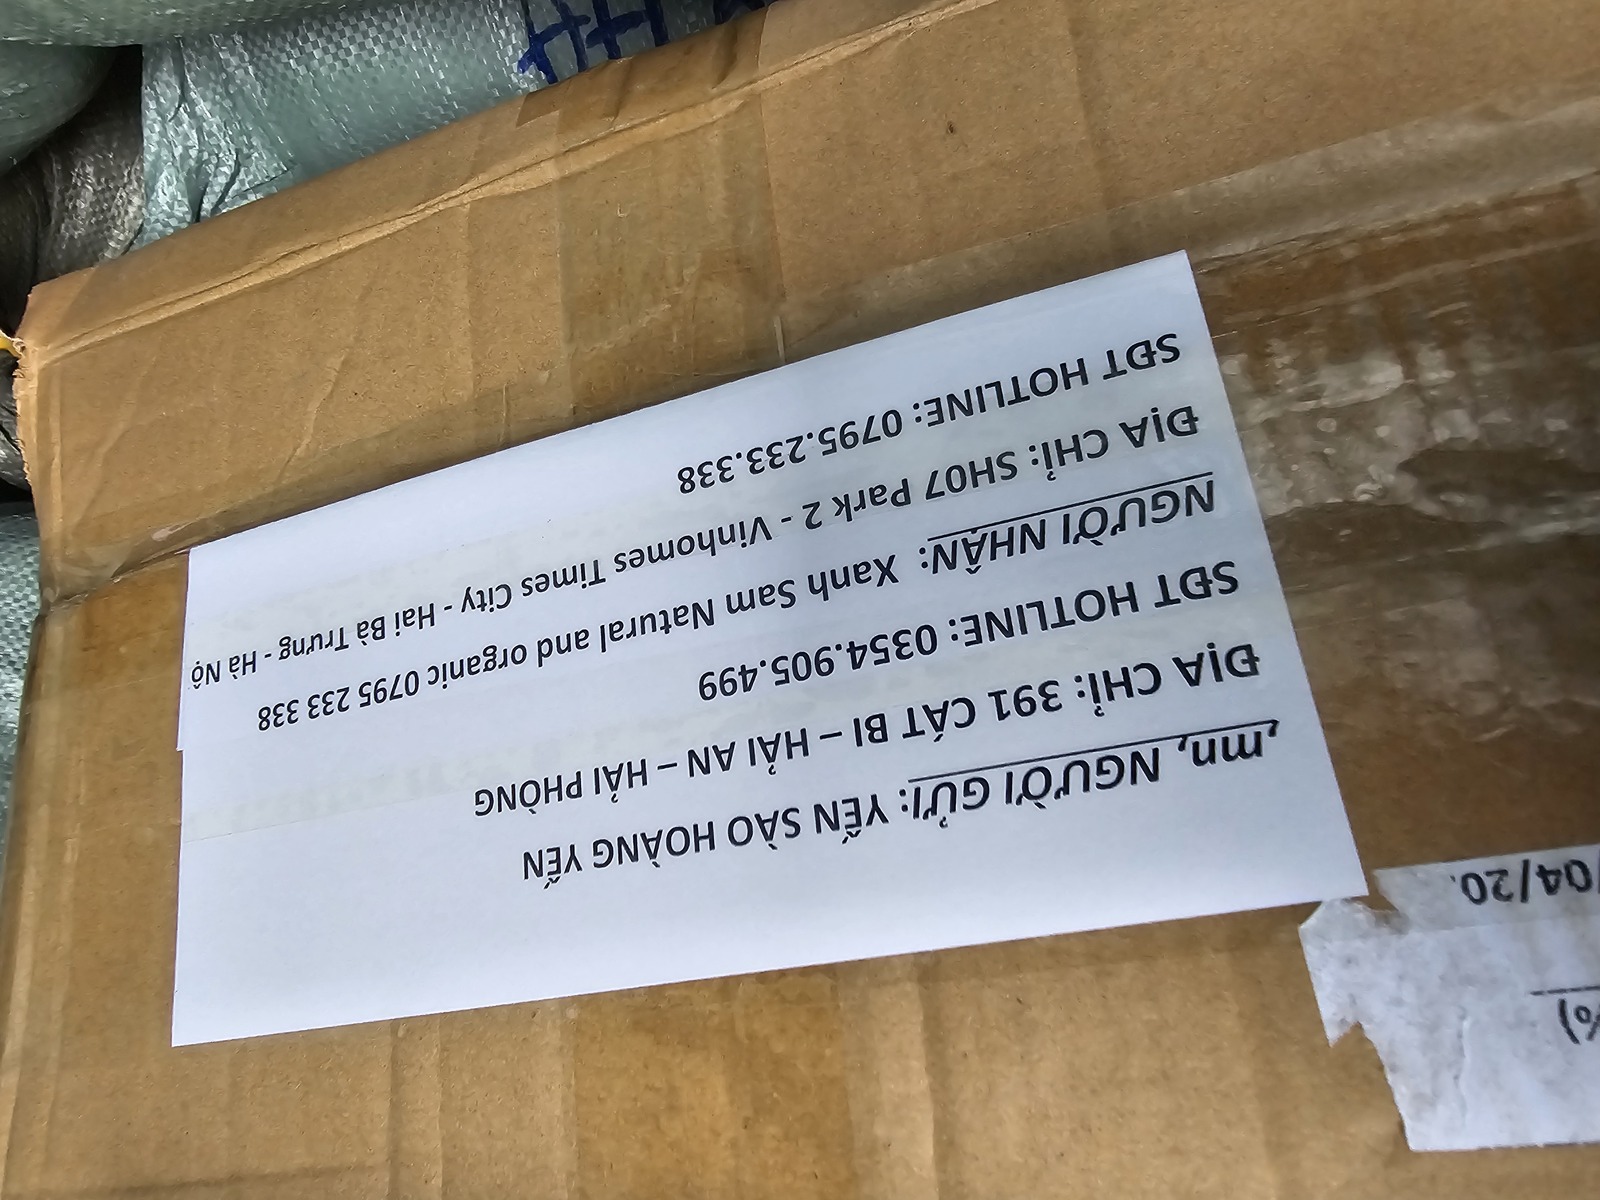 ,mn, NGƯỜI GỬI: YẾN SÀO HOÀNG YẾN
ĐỊA CHỈ: 391 CÁT BI – HẢI AN – HẢI PHÒNG
SĐT HOTLINE: 0354.905.499
NGƯỜI NHẬN: Xanh Sam Natural and organic 0795 233 338
ĐỊA CHỈ: SH07 Park 2 - Vinhomes Times City - Hai Bà Trưng - Hà Nộ
SĐT HOTLINE: 0795.233.338
/04/20
%)
HH